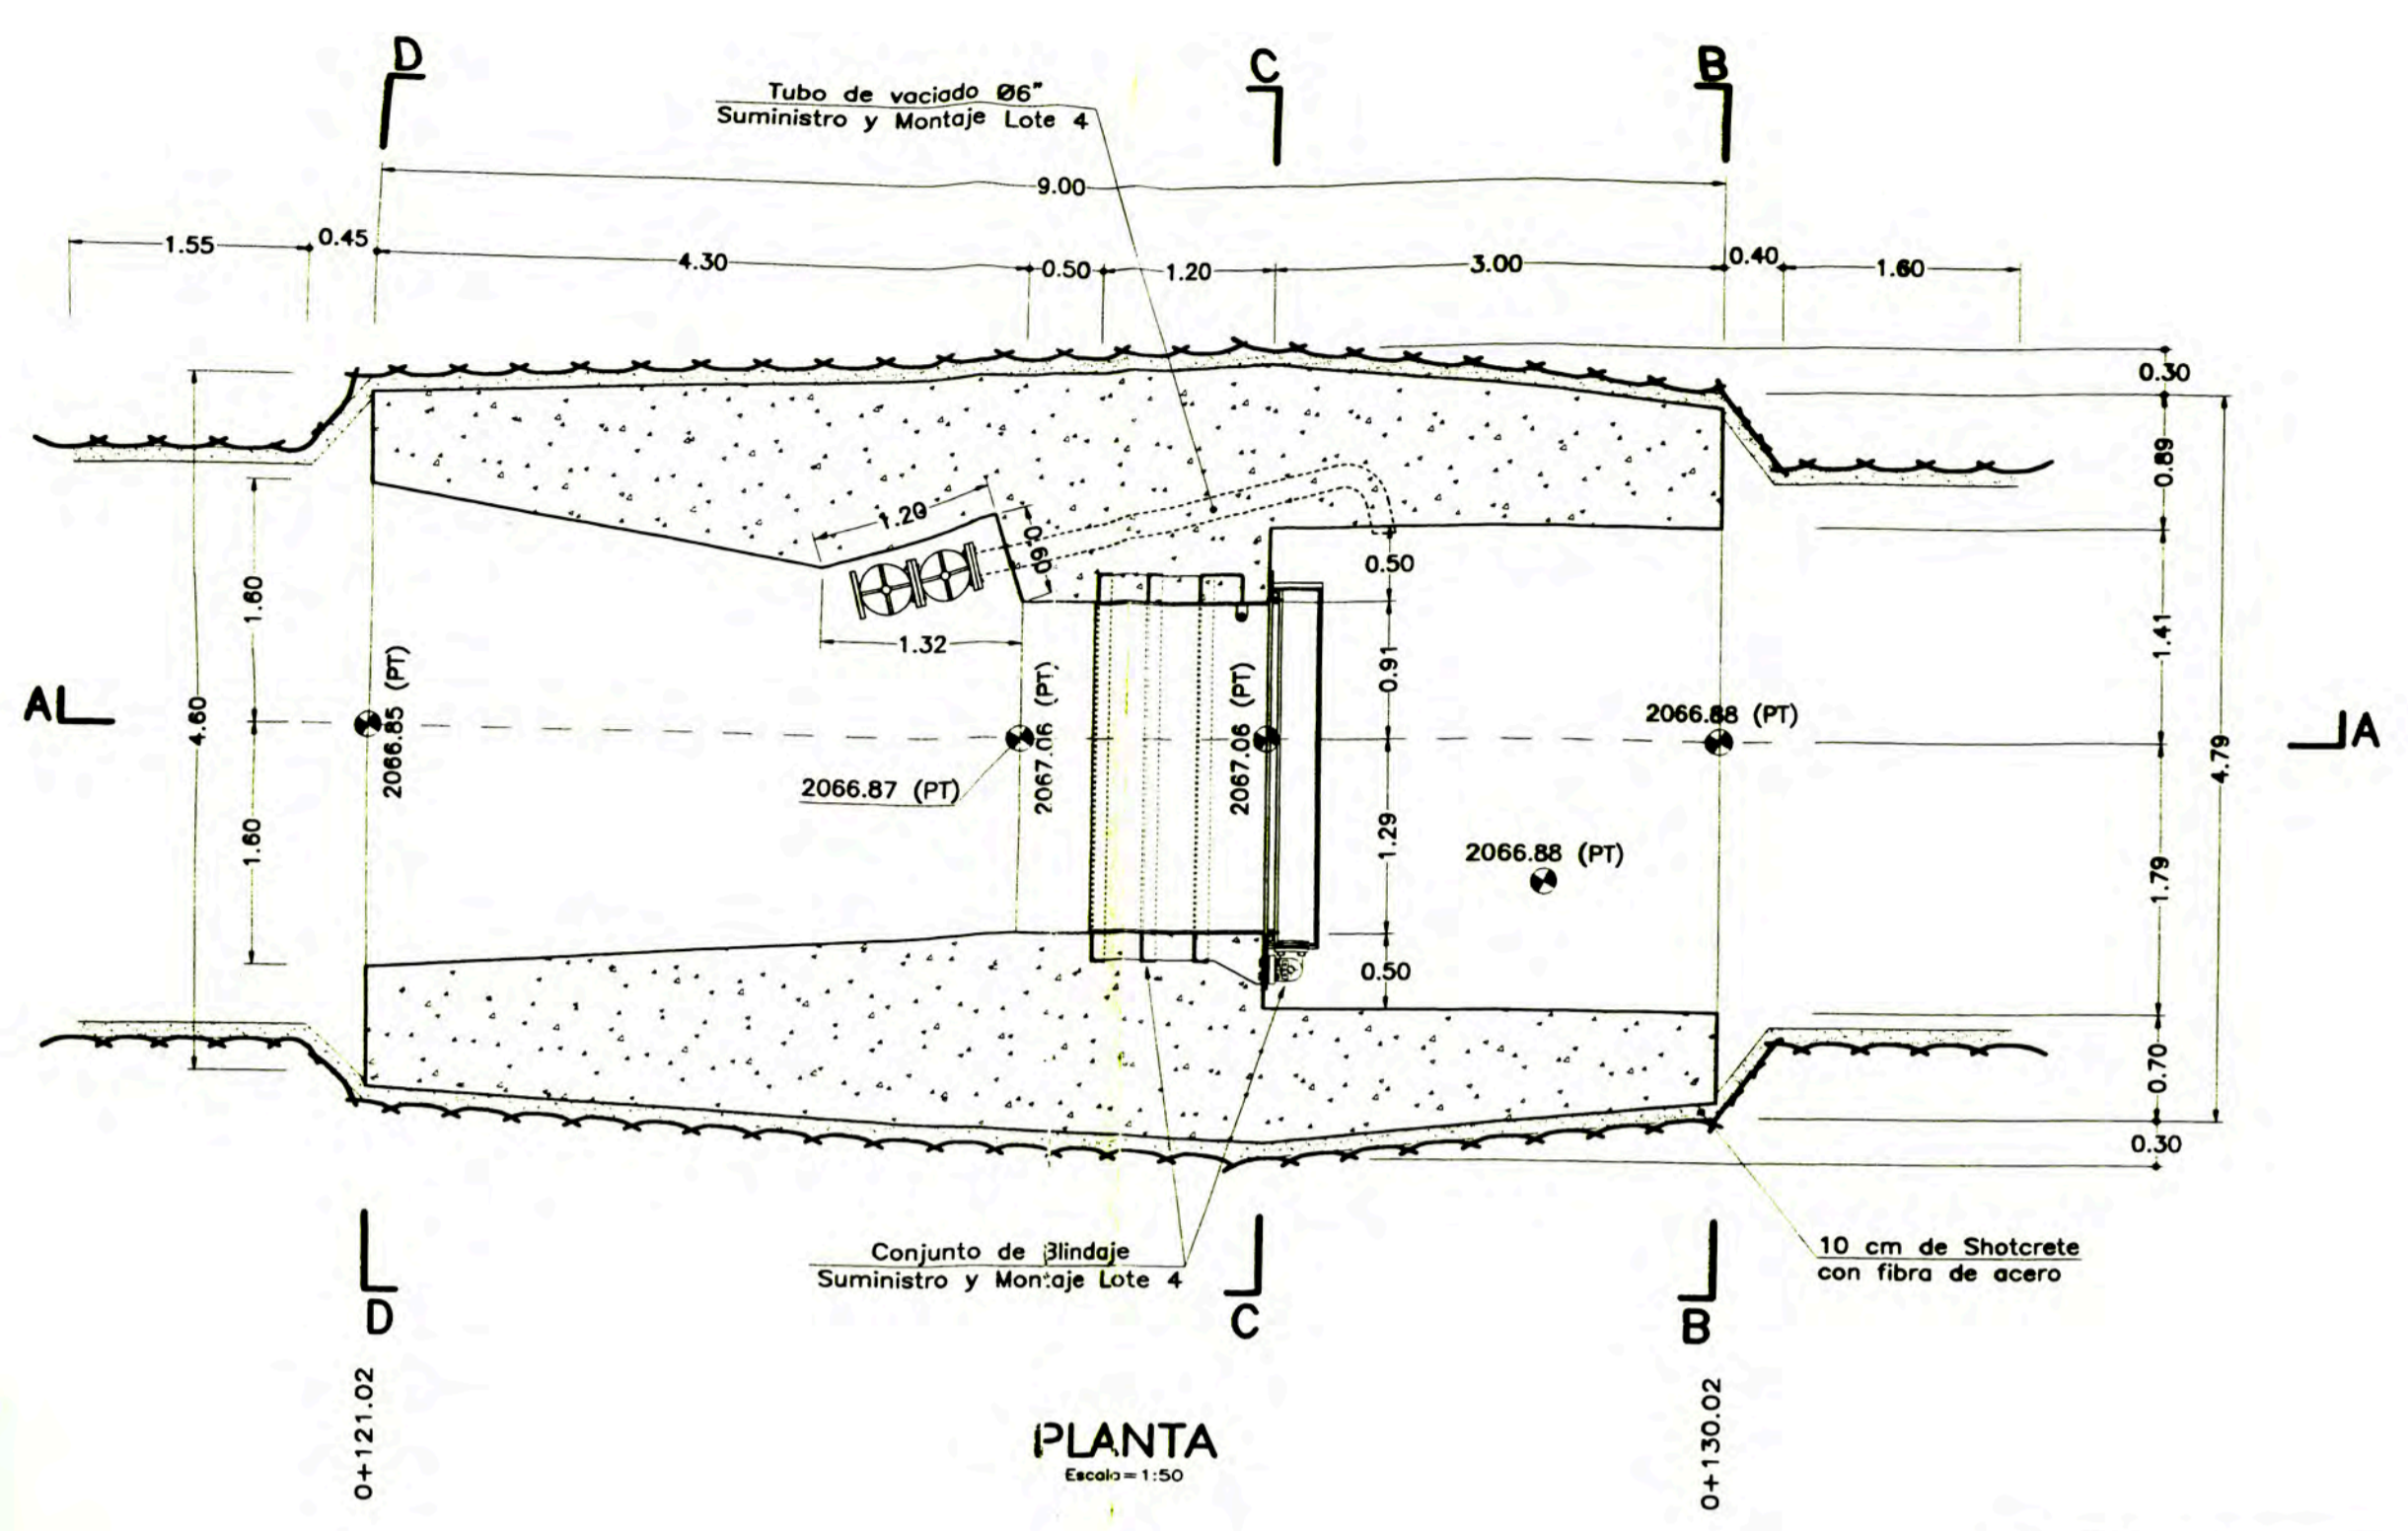 D
C
B
Tubo de vaciado Ø6"
Suministro y Montaje Lote 4
9.00
1.55
0.45
4.30
0.50
1.20
3.00
0.40
1.60
0.30
0.89
1.20
0.60
0.50
1.60
1.32
0.91
1.41
4.60
2066.85 (PT)
2067.06 (PT)
2067.06 (PT)
2066.88 (PT)
A
A
2066.87 (PT)
4.79
1.60
1.29
2066.88 (PT)
1.79
0.50
0.70
0.30
Conjunto de Blindaje
Suministro y Montaje Lote 4
10 cm de Shotcrete
con fibra de acero
D
C
B
0+121.02
0+130.02
PLANTA
Escala=1:50